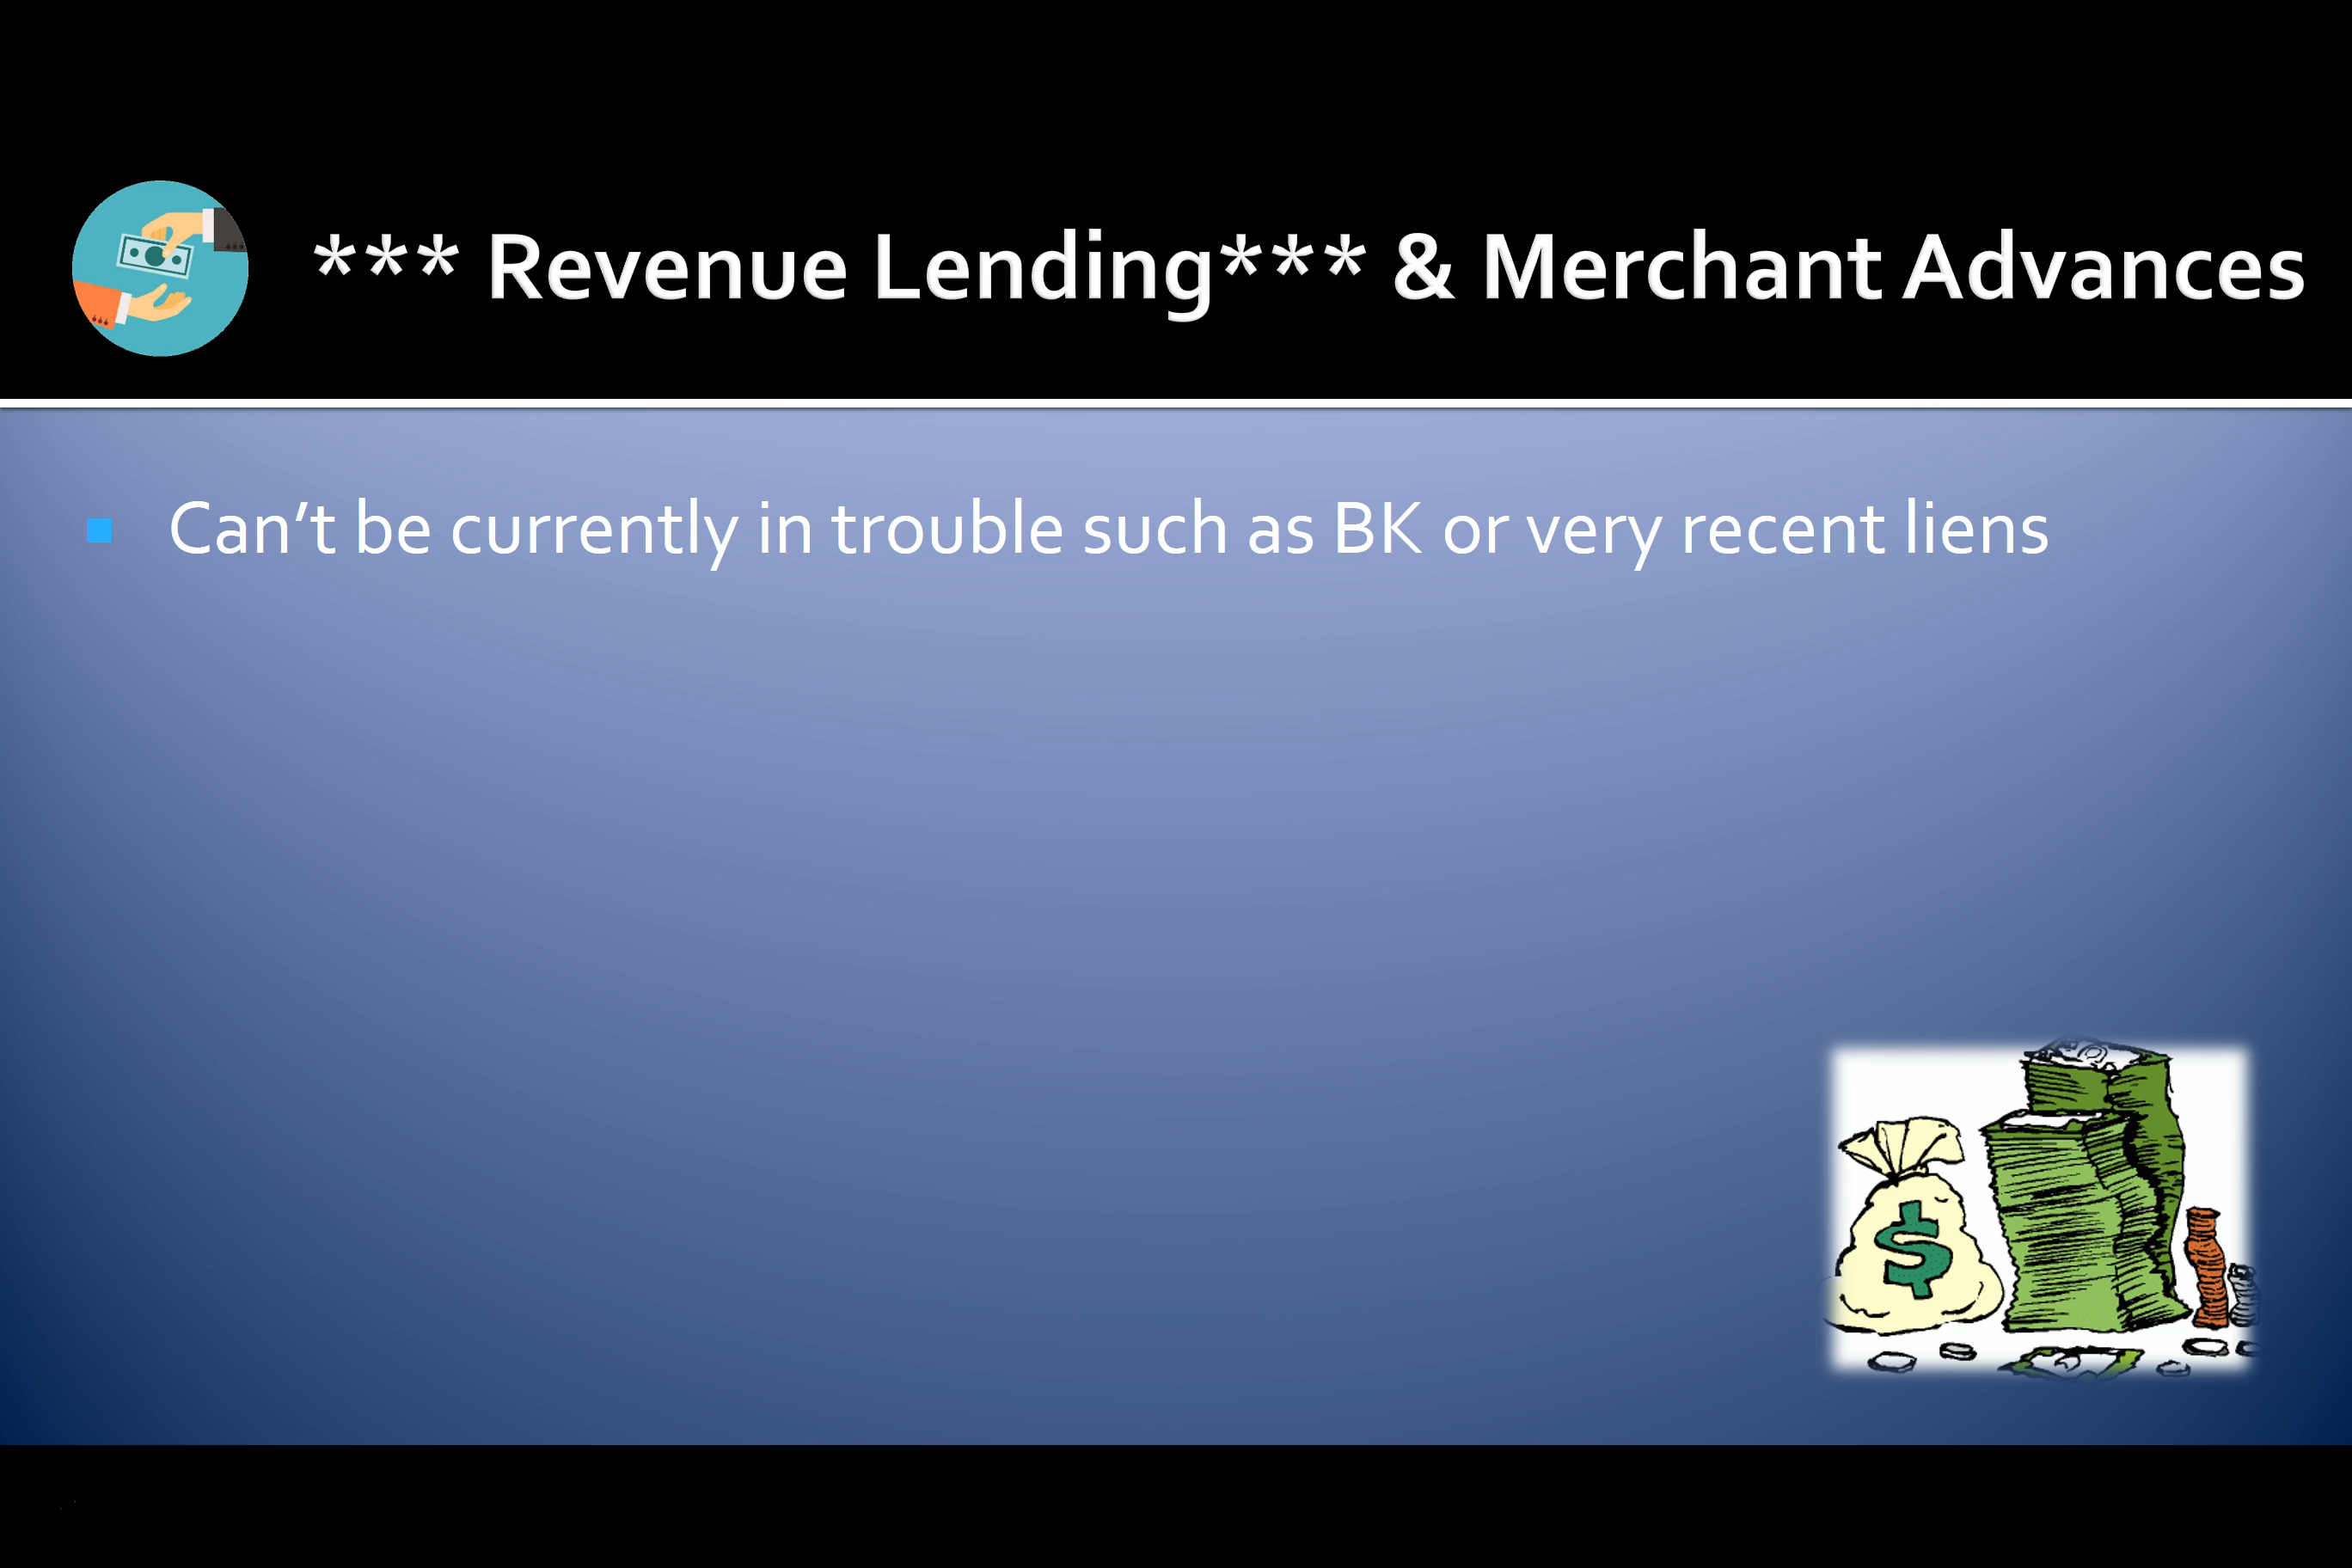 *** Revenue Lending*** & Merchant Advances
Can’t be currently in trouble such as BK or very recent liens
$